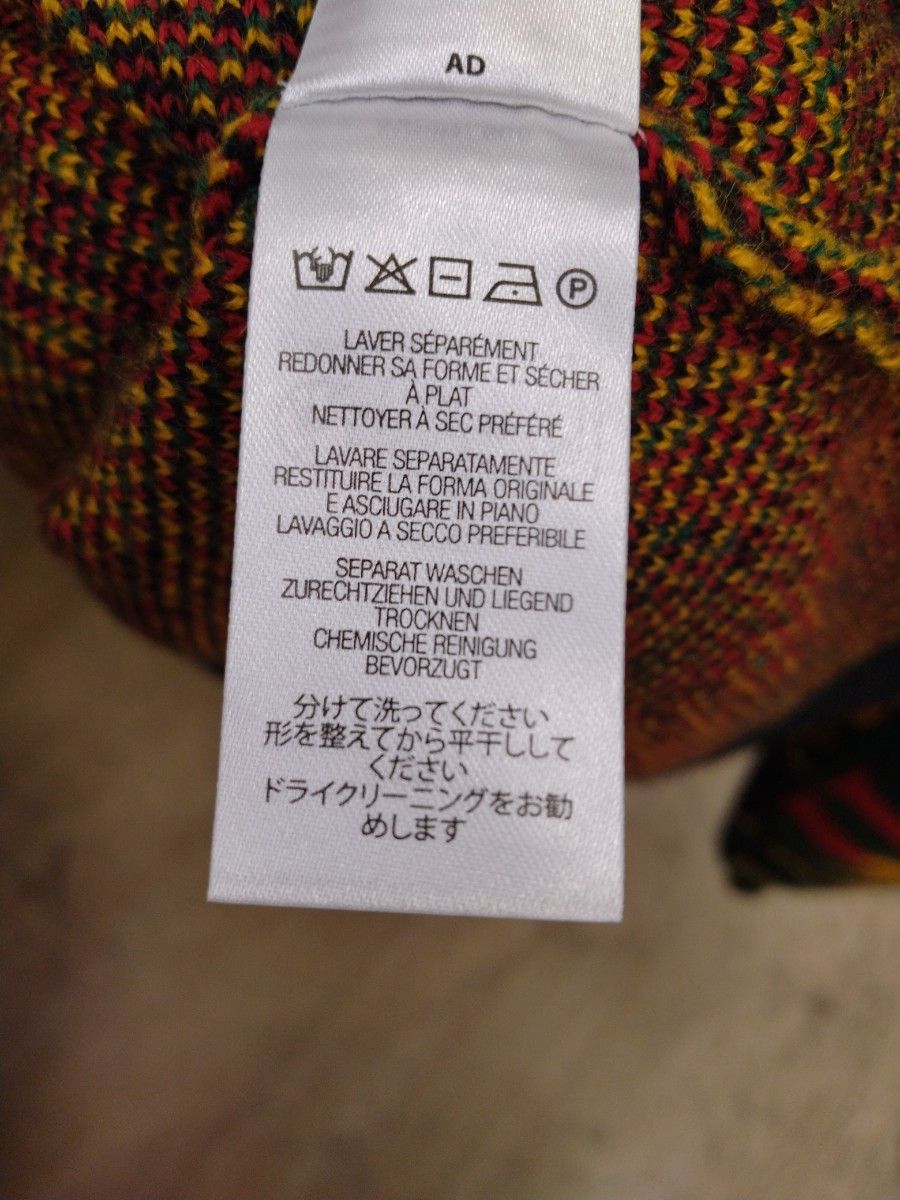 AD
P
LAVER SÉPARÉMENT
REDONNER SA FORME ET SÉCHER
À PLAT
NETTOYER À SEC PRÉFÉRÉ
LAVARE SEPARATAMENTE
RESTITUIRE LA FORMA ORIGINALE
E ASCIUGARE IN PIANO
LAVAGGIO A SECCO PREFERIBILE
SEPARAT WASCHEN
ZURECHTZIEHEN UND LIEGEND
TROCKNEN
CHEMISCHE REINIGUNG
BEVORZUGT
分けて洗ってください
形を整えてから平干しして
ください
ドライクリーニングをお勧
めします